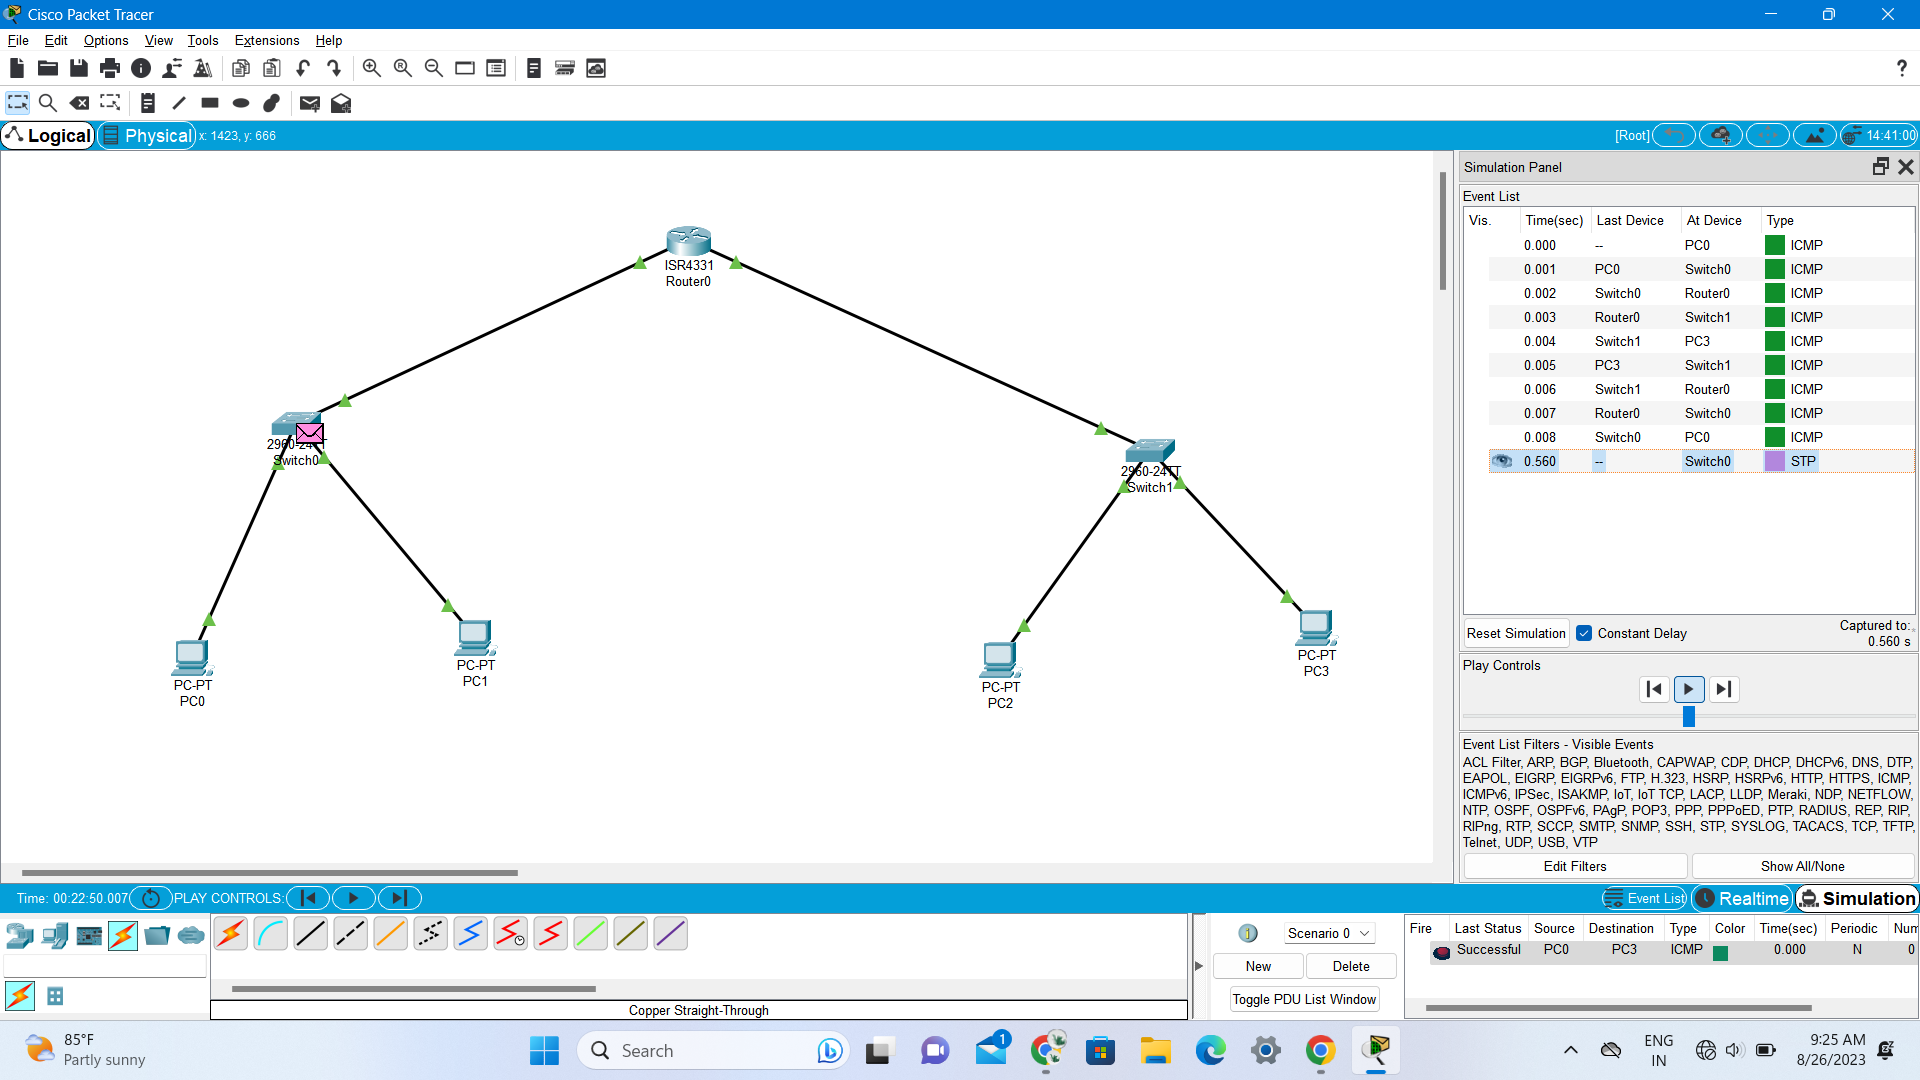 Cisco Packet Tracer
File Edit Options View Tools Extensions Help
?
Logical Physical x: 1423, y: 666 [Root] 14:41:00
ISR4331
Router0
Switch0
2960-24TT
Switch1
PC-PT
PC0
PC-PT
PC1
PC-PT
PC2
PC-PT
PC3
Simulation Panel
Event List
Vis. Time(sec) Last Device At Device Type
0.000 -- PC0 ICMP
0.001 PC0 Switch0 ICMP
0.002 Switch0 Router0 ICMP
0.003 Router0 Switch1 ICMP
0.004 Switch1 PC3 ICMP
0.005 PC3 Switch1 ICMP
0.006 Switch1 Router0 ICMP
0.007 Router0 Switch0 ICMP
0.008 Switch0 PC0 ICMP
0.560 -- Switch0 STP
Reset Simulation Constant Delay Captured to:
0.560 s
Play Controls
Event List Filters - Visible Events
ACL Filter, ARP, BGP, Bluetooth, CAPWAP, CDP, DHCP, DHCPv6, DNS, DTP,
EAPOL, EIGRP, EIGRPv6, FTP, H.323, HSRP, HSRPv6, HTTP, HTTPS, ICMP,
ICMPv6, IPSec, ISAKMP, IoT, IoT TCP, LACP, LLDP, Meraki, NDP, NETFLOW,
NTP, OSPF, OSPFv6, PAgP, POP3, PPP, PPPoED, PTP, RADIUS, REP, RIP,
RIPng, RTP, SCCP, SMTP, SNMP, SSH, STP, SYSLOG, TACACS, TCP, TFTP,
Telnet, UDP, USB, VTP
Edit Filters Show All/None
Time: 00:22:50.007 PLAY CONTROLS: Event List Realtime Simulation
Copper Straight-Through
Scenario 0
New Delete
Toggle PDU List Window
Fire Last Status Source Destination Type Color Time(sec) Periodic Num
Successful PC0 PC3 ICMP 0.000 N 0
85°F
Partly sunny
Search
1
ENG
IN
9:25 AM
8/26/2023